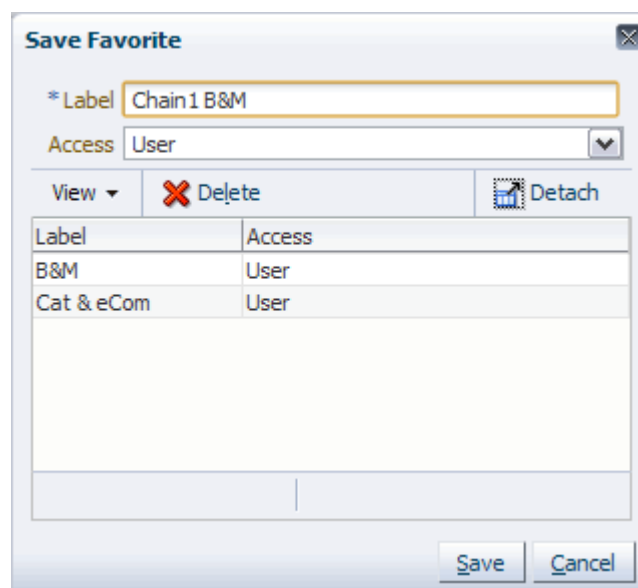 Save Favorite
* Label Chain1 B&M
Access User
View Delete Detach
Label Access
B&M User
Cat & eCom User
Save Cancel